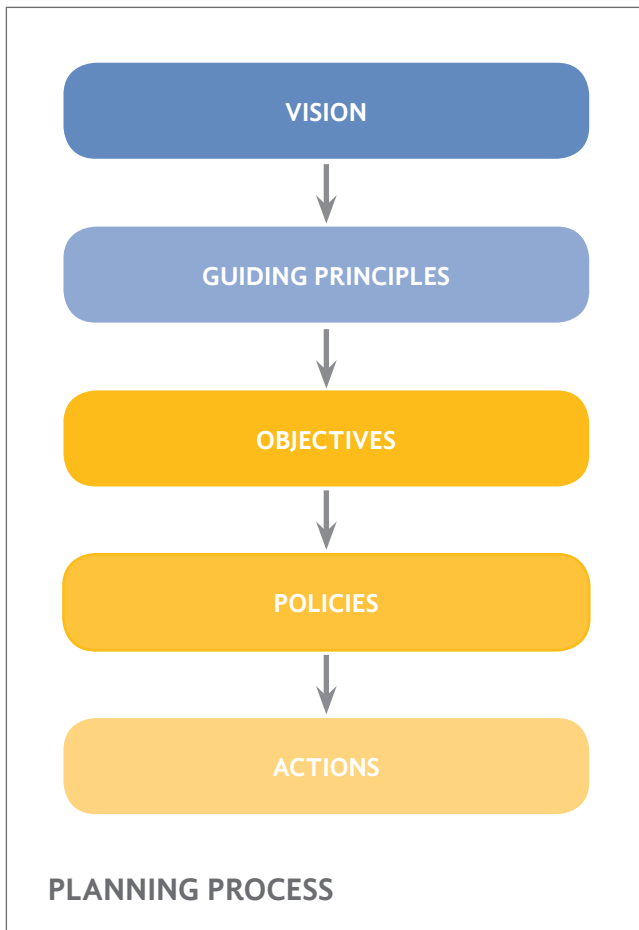 VISION
GUIDING PRINCIPLES
OBJECTIVES
POLICIES
ACTIONS
PLANNING PROCESS